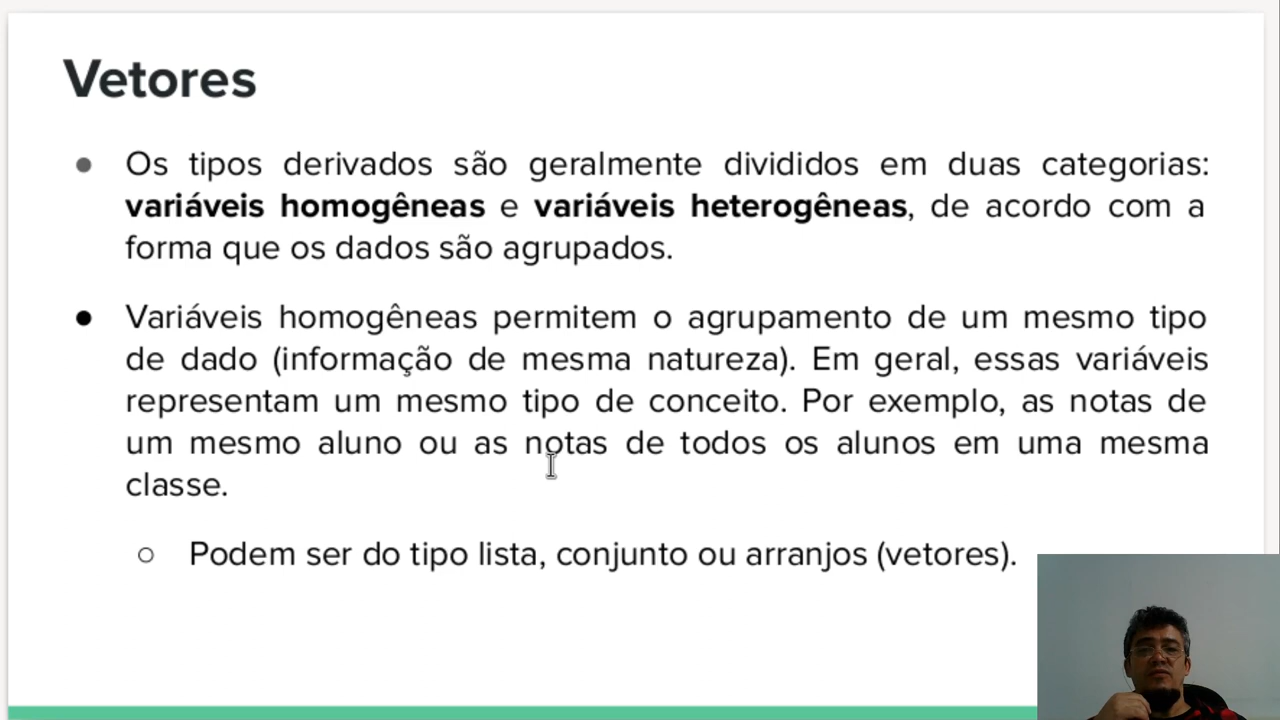 Vetores
● Os tipos derivados são geralmente divididos em duas categorias:
variáveis homogêneas e variáveis heterogêneas, de acordo com a
forma que os dados são agrupados.
● Variáveis homogêneas permitem o agrupamento de um mesmo tipo
de dado (informação de mesma natureza). Em geral, essas variáveis
representam um mesmo tipo de conceito. Por exemplo, as notas de
um mesmo aluno ou as notas de todos os alunos em uma mesma
classe.
○ Podem ser do tipo lista, conjunto ou arranjos (vetores).